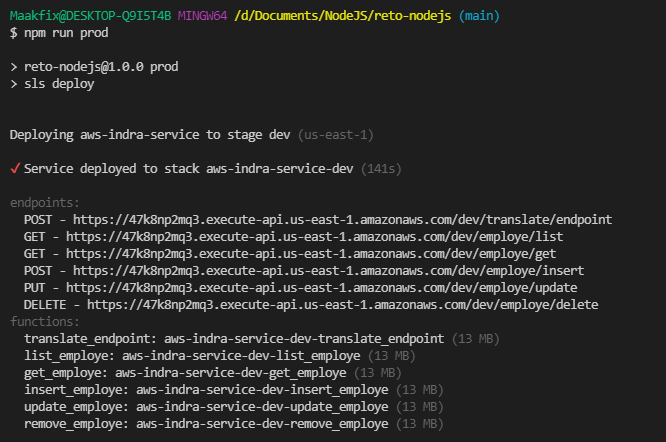 Maakfix@DESKTOP-Q9I5T4B MINGW64 /d/Documents/NodeJS/reto-nodejs (main)
$ npm run prod
> reto-nodejs@1.0.0 prod
> sls deploy
Deploying aws-indra-service to stage dev (us-east-1)
✓ Service deployed to stack aws-indra-service-dev (141s)
endpoints:
POST - https://47k8np2mq3.execute-api.us-east-1.amazonaws.com/dev/translate/endpoint
GET - https://47k8np2mq3.execute-api.us-east-1.amazonaws.com/dev/employe/list
GET - https://47k8np2mq3.execute-api.us-east-1.amazonaws.com/dev/employe/get
POST - https://47k8np2mq3.execute-api.us-east-1.amazonaws.com/dev/employe/insert
PUT - https://47k8np2mq3.execute-api.us-east-1.amazonaws.com/dev/employe/update
DELETE - https://47k8np2mq3.execute-api.us-east-1.amazonaws.com/dev/employe/delete
functions:
translate_endpoint: aws-indra-service-dev-translate_endpoint (13 MB)
list_employe: aws-indra-service-dev-list_employe (13 MB)
get_employe: aws-indra-service-dev-get_employe (13 MB)
insert_employe: aws-indra-service-dev-insert_employe (13 MB)
update_employe: aws-indra-service-dev-update_employe (13 MB)
remove_employe: aws-indra-service-dev-remove_employe (13 MB)